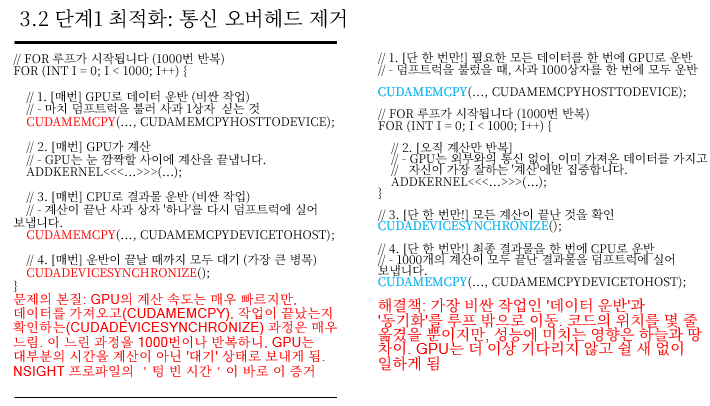 3.2 단계1 최적화: 통신 오버헤드 제거
// FOR 루프가 시작됩니다 (1000번 반복)
FOR (INT I = 0; I < 1000; I++) {
// 1. [매번] GPU로 데이터 운반 (비싼 작업)
// - 마치 덤프트럭을 불러 사과 1상자 싣는 것
CUDAMEMCPY(..., CUDAMEMCPYHOSTTODEVICE);
// 2. [매번] GPU가 계산
// - GPU는 눈 깜짝할 사이에 계산을 끝냅니다.
ADDKERNEL<<<...>>>(...);
// 3. [매번] CPU로 결과물 운반 (비싼 작업)
// - 계산이 끝난 사과 상자 '하나'를 다시 덤프트럭에 실어
보냅니다.
CUDAMEMCPY(..., CUDAMEMCPYDEVICETOHOST);
// 4. [매번] 운반이 끝날 때까지 모두 대기 (가장 큰 병목)
CUDADEVICESYNCHRONIZE();
}
문제의 본질: GPU의 계산 속도는 매우 빠르지만,
데이터를 가져오고(CUDAMEMCPY), 작업이 끝났는지
확인하는(CUDADEVICESYNCHRONIZE) 과정은 매우
느림. 이 느린 과정을 1000번이나 반복하니, GPU는
대부분의 시간을 계산이 아닌 '대기' 상태로 보내게 됨.
NSIGHT 프로파일의 ' 텅 빈 시간 ' 이 바로 이 증거
// 1. [단 한 번만!] 필요한 모든 데이터를 한 번에 GPU로 운반
// - 덤프트럭을 불렀을 때, 사과 1000상자를 한 번에 모두 운반
CUDAMEMCPY(..., CUDAMEMCPYHOSTTODEVICE);
// FOR 루프가 시작됩니다 (1000번 반복)
FOR (INT I = 0; I < 1000; I++) {
// 2. [오직 계산만 반복]
// - GPU는 외부와의 통신 없이, 이미 가져온 데이터를 가지고
// 자신이 가장 잘하는 '계산'에만 집중합니다.
ADDKERNEL<<<...>>>(...);
}
// 3. [단 한 번만!] 모든 계산이 끝난 것을 확인
CUDADEVICESYNCHRONIZE();
// 4. [단 한 번만!] 최종 결과물을 한 번에 CPU로 운반
// - 1000개의 계산이 모두 끝난 결과물을 덤프트럭에 실어
보냅니다.
CUDAMEMCPY(..., CUDAMEMCPYDEVICETOHOST);
해결책: 가장 비싼 작업인 '데이터 운반'과
'동기화'를 루프 밖으로 이동. 코드의 위치를 몇 줄
옮겼을 뿐이지만, 성능에 미치는 영향은 하늘과 땅
차이. GPU는 더 이상 기다리지 않고 쉴 새 없이
일하게 됨